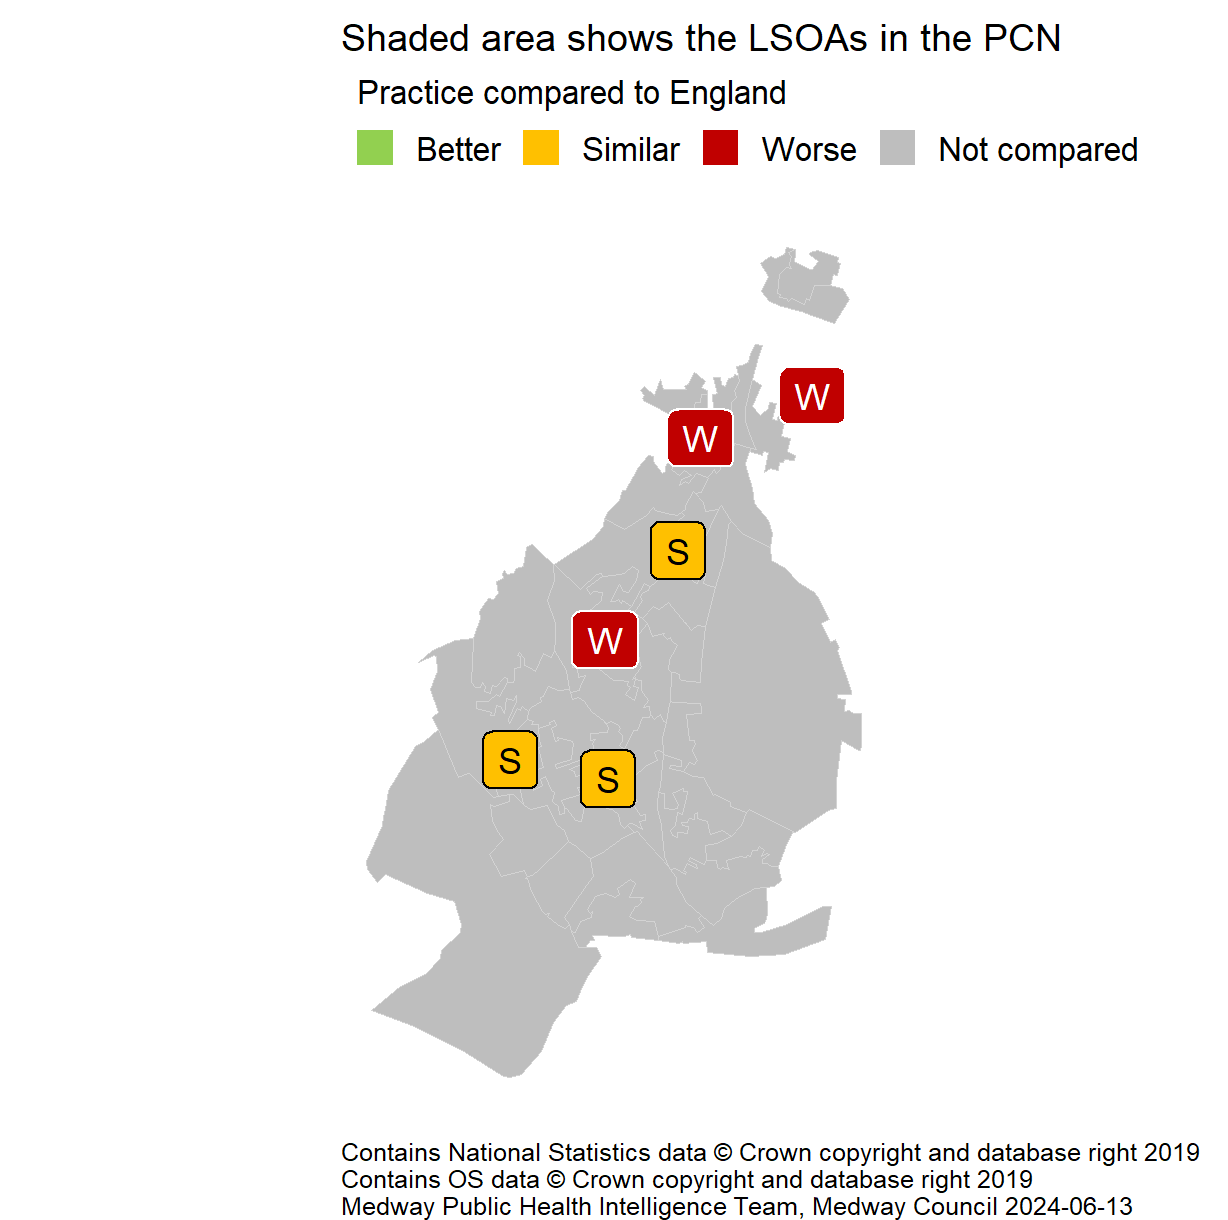 Shaded area shows the LSOAs in the PCN
Practice compared to England
Better Similar Worse Not compared
W
W
S
W
S
S
Contains National Statistics data © Crown copyright and database right 2019
Contains OS data © Crown copyright and database right 2019
Medway Public Health Intelligence Team, Medway Council 2024-06-13